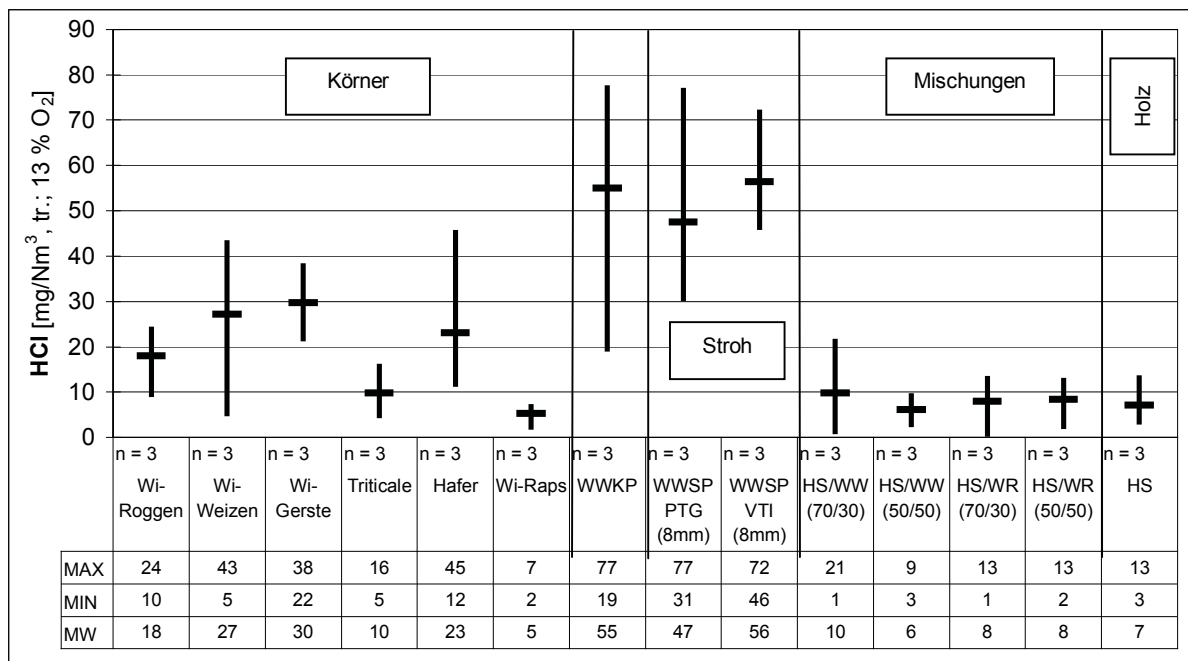 HCl [mg/Nm³, tr.; 13 % O₂]
90
80
70
60
50
40
30
20
10
0
Körner
Stroh
Mischungen
Holz
n = 3 n = 3 n = 3 n = 3 n = 3 n = 3 n = 3 n = 3 n = 3 n = 3 n = 3 n = 3 n = 3 n = 3
Wi-
Roggen
Wi-
Weizen
Wi-
Gerste
Triticale
Hafer
Wi-Raps
WWKP
WWSP
PTG
(8mm)
WWSP
VTI
(8mm)
HS/WW
(70/30)
HS/WW
(50/50)
HS/WR
(70/30)
HS/WR
(50/50)
HS
MAX 24 43 38 16 45 7 77 77 72 21 9 13 13 13
MIN 10 5 22 5 12 2 19 31 46 1 3 1 2 3
MW 18 27 30 10 23 5 55 47 56 10 6 8 8 7